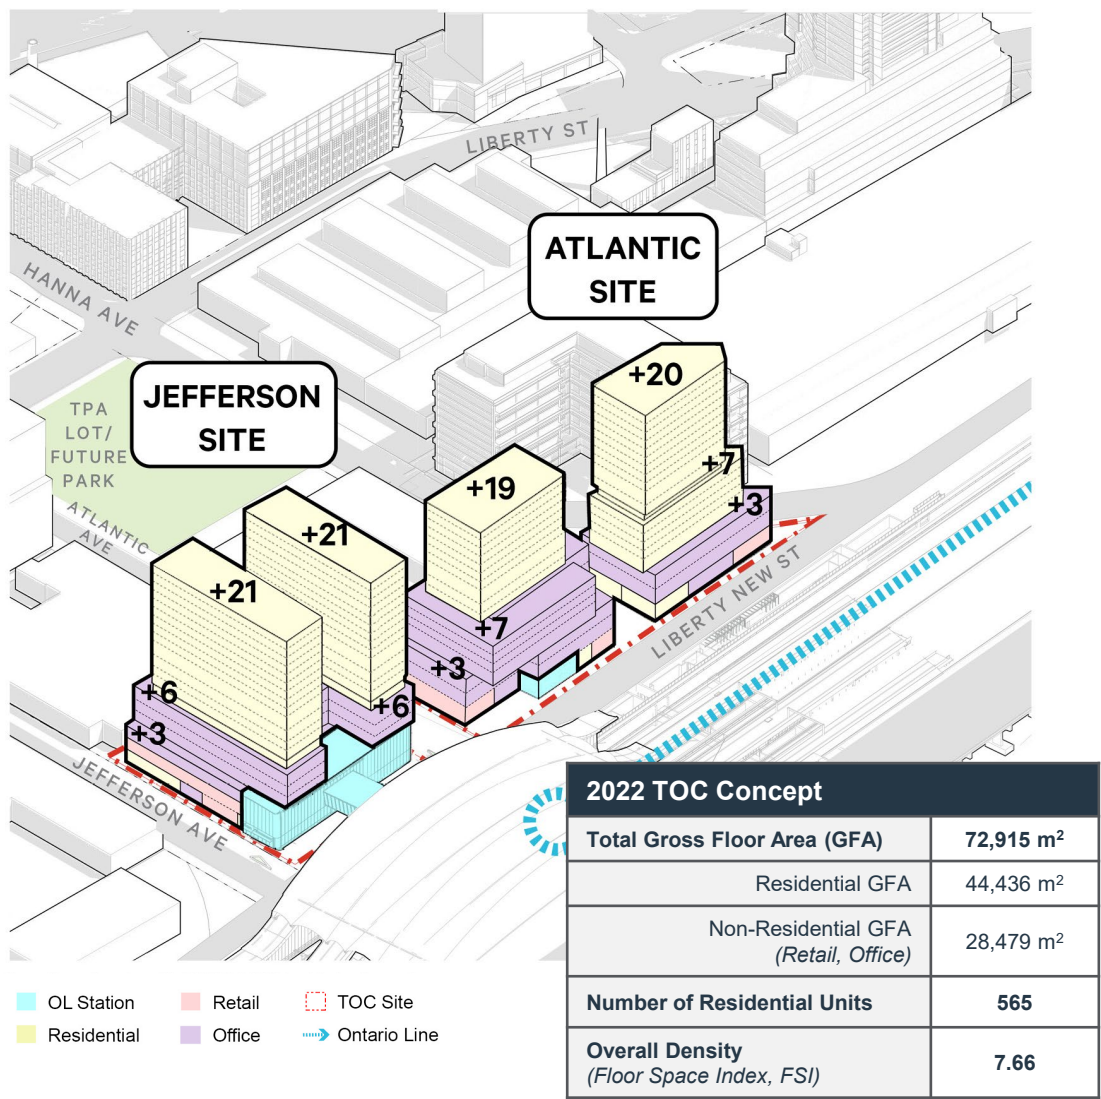 LIBERTY ST
ATLANTIC
SITE
HANNA AVE
JEFFERSON
SITE
TPA
LOT/
FUTURE
PARK
ATLANTIC
AVE
+20
+7
+3
+19
+7
+3
+21
+21
+6
+6
+3
LIBERTY NEW ST
JEFFERSON AVE
2022 TOC Concept
Total Gross Floor Area (GFA) 72,915 m²
Residential GFA 44,436 m²
Non-Residential GFA
(Retail, Office) 28,479 m²
Number of Residential Units 565
Overall Density
(Floor Space Index, FSI) 7.66
OL Station Retail TOC Site
Residential Office Ontario Line